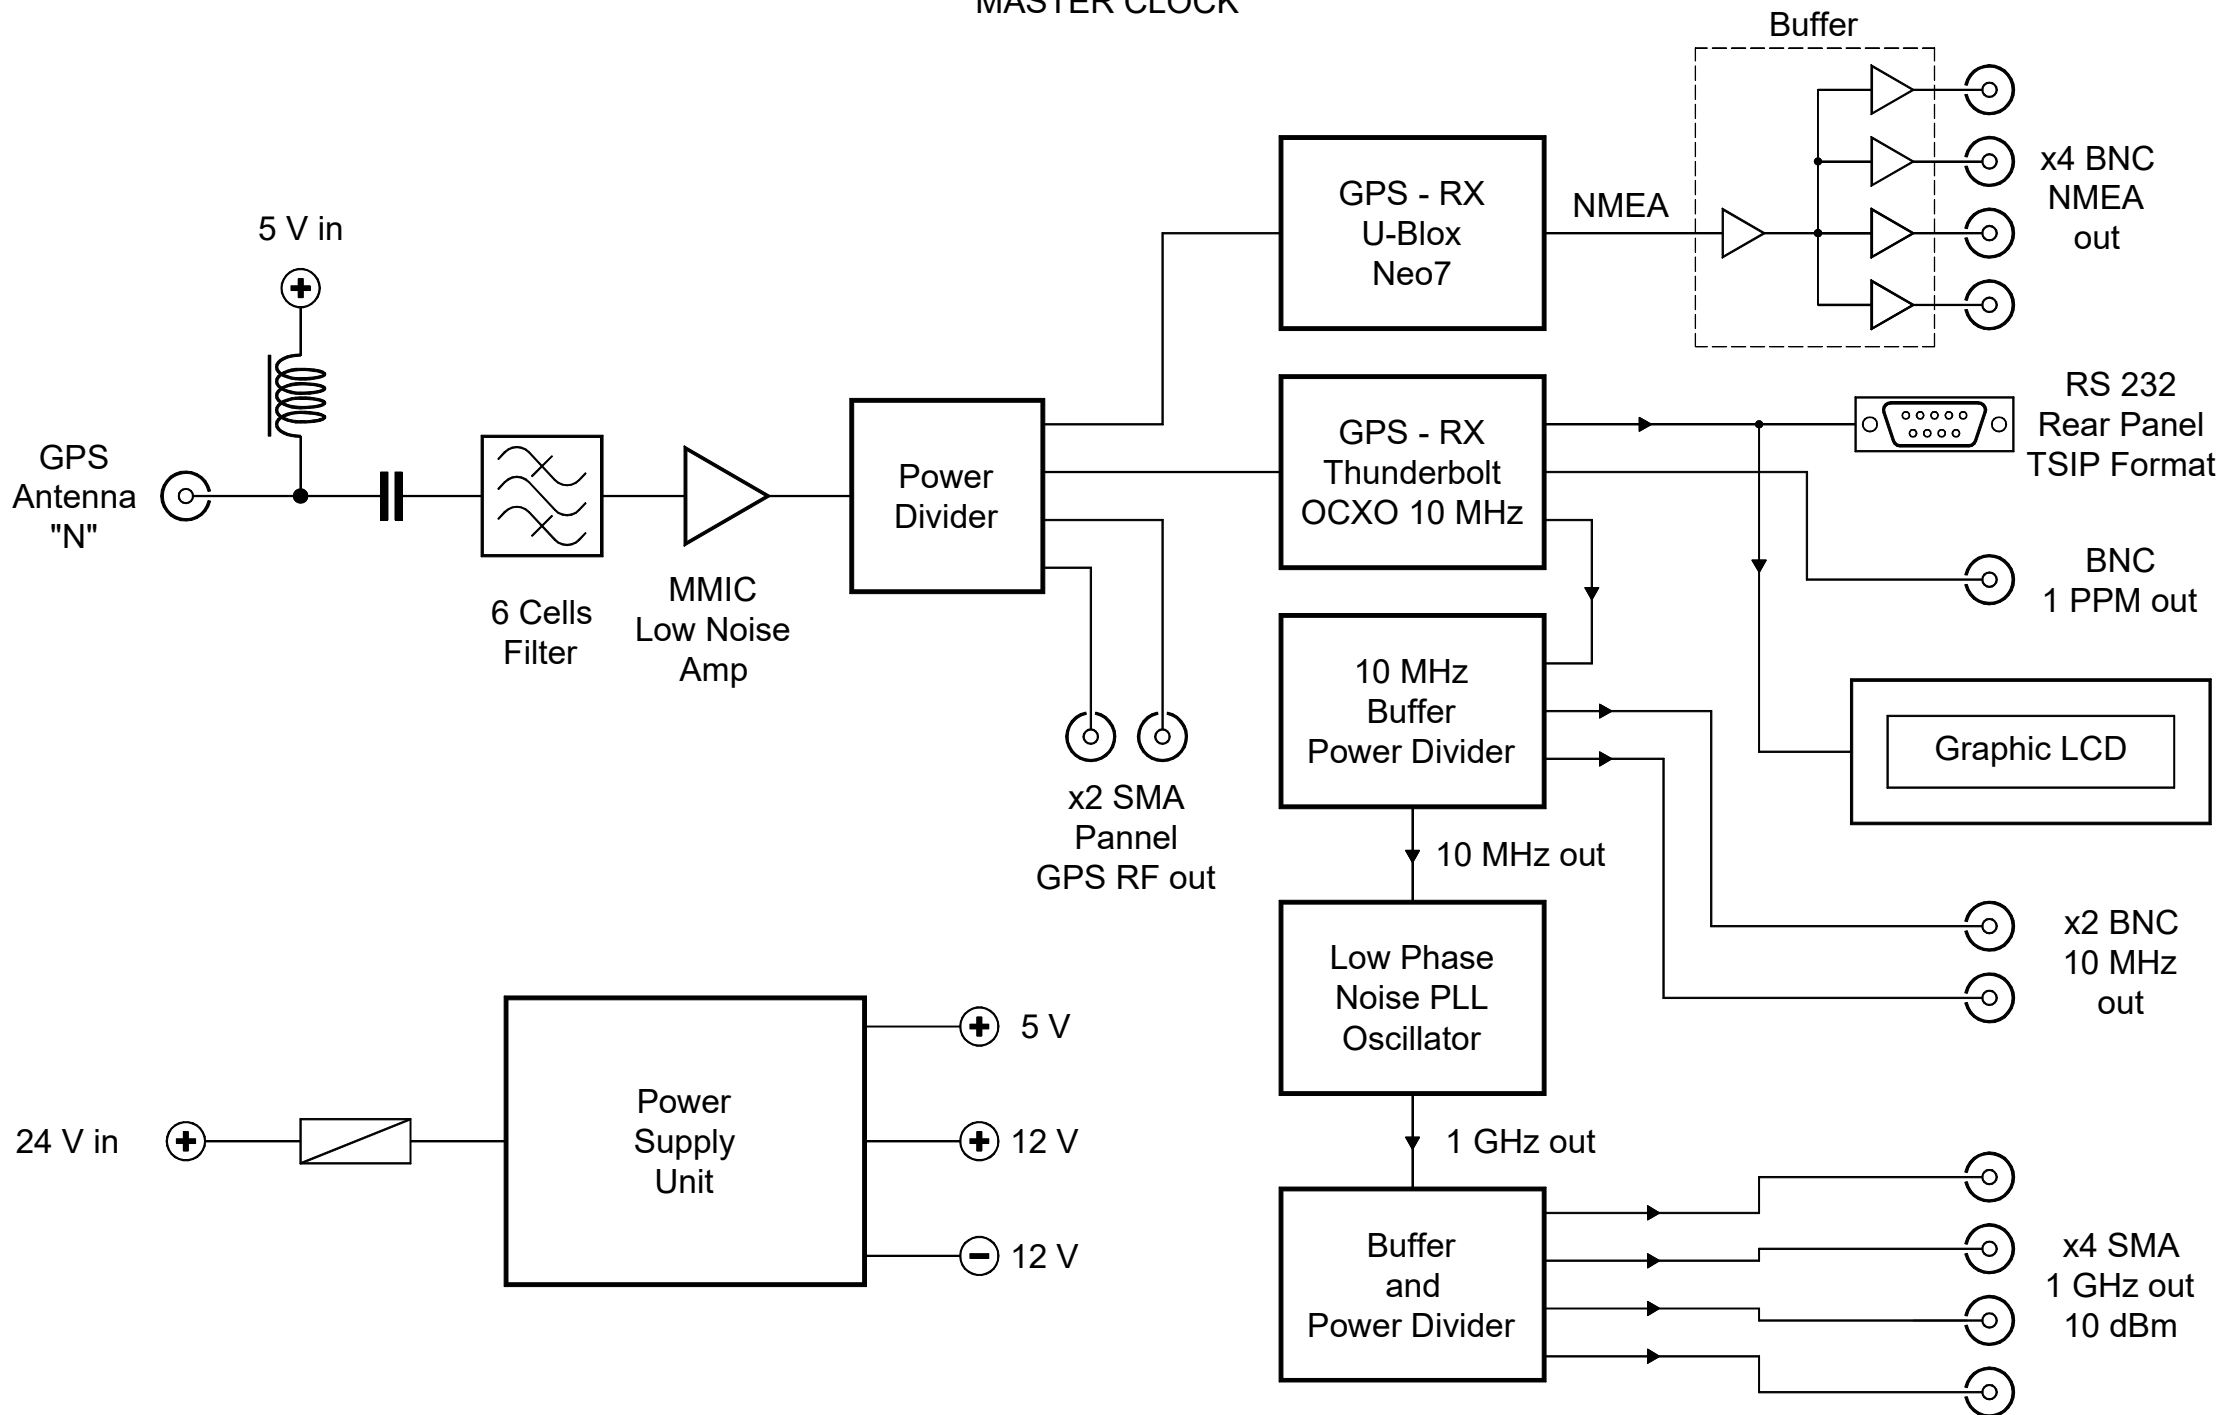 MASTER CLOCK
Buffer
x4 BNC
NMEA
out
GPS - RX
U-Blox
Neo7
NMEA
5 V in
GPS
Antenna
"N"
6 Cells
Filter
MMIC
Low Noise
Amp
Power
Divider
x2 SMA
Pannel
GPS RF out
GPS - RX
Thunderbolt
OCXO 10 MHz
RS 232
Rear Panel
TSIP Format
BNC
1 PPM out
10 MHz
Buffer
Power Divider
Graphic LCD
10 MHz out
x2 BNC
10 MHz
out
Low Phase
Noise PLL
Oscillator
24 V in
Power
Supply
Unit
5 V
12 V
12 V
1 GHz out
Buffer
and
Power Divider
x4 SMA
1 GHz out
10 dBm